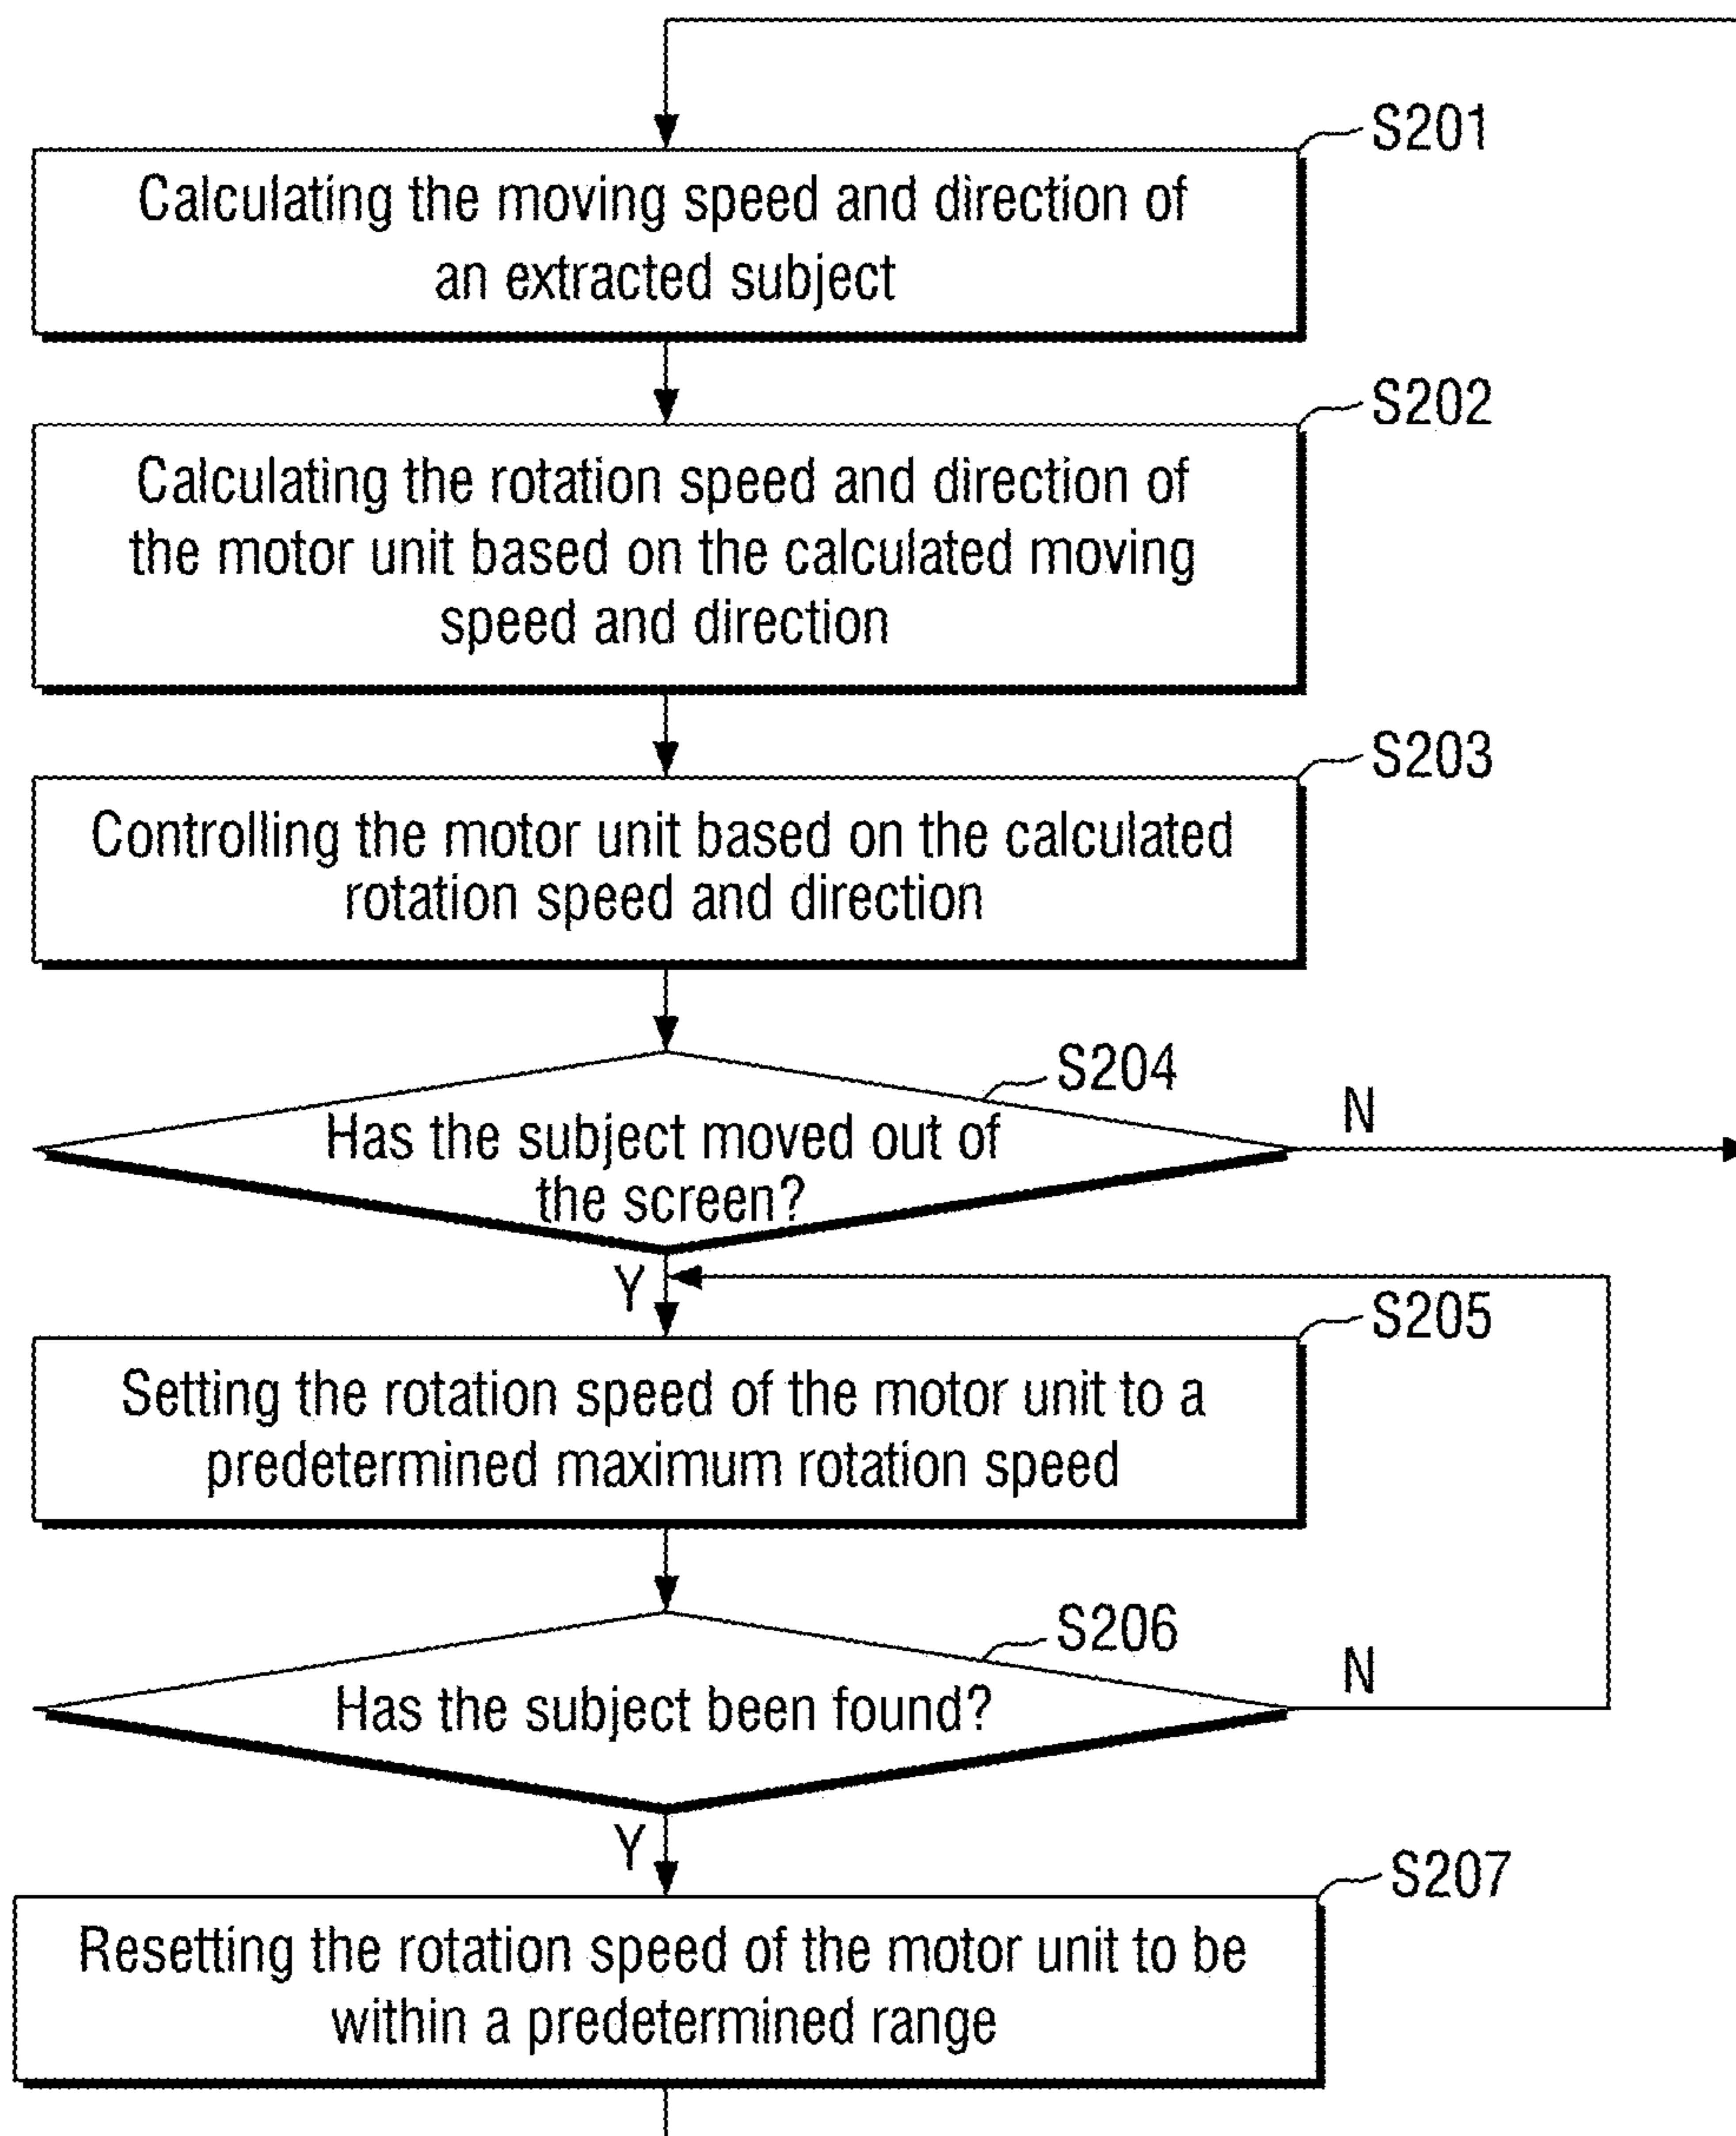 S201
Calculating the moving speed and direction of
an extracted subject
S202
Calculating the rotation speed and direction of
the motor unit based on the calculated moving
speed and direction
S203
Controlling the motor unit based on the calculated
rotation speed and direction
S204
N
Has the subject moved out of
the screen?
Y
S205
Setting the rotation speed of the motor unit to a
predetermined maximum rotation speed
S206
N
Has the subject been found?
Y
S207
Resetting the rotation speed of the motor unit to be
within a predetermined range